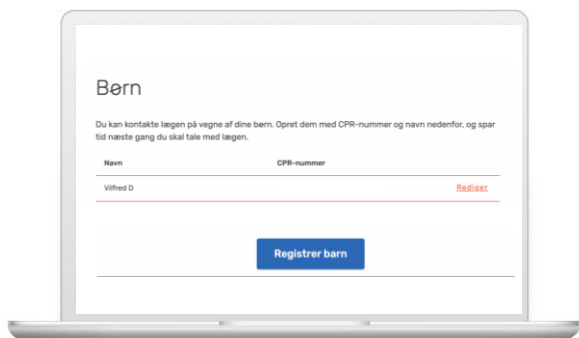 Børn
Du kan kontakte lægen på vegne af dine børn. Opret dem med CPR-nummer og navn nedenfor, og spar
tid næste gang du skal tale med lægen.
Navn CPR-nummer
Vilfred D Rediger
Registrer barn